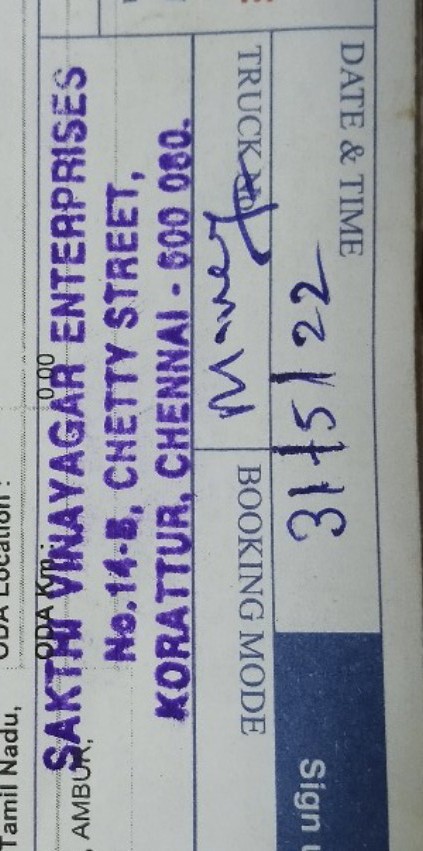 DATE & TIME
31/5/22
TRUCK No
BOOKING MODE
Sign
SAKTHI VINAYAGAR ENTERPRISES
No.14-B, CHETTY STREET,
KORATTUR, CHENNAI - 600 080.
0.00
ODA Km :
ODA Location :
, AMBUR,
Tamil Nadu,